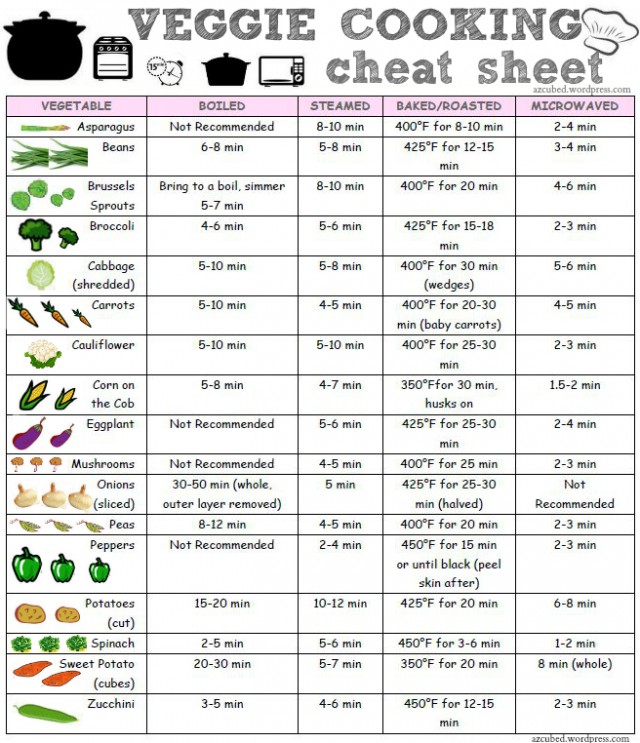 VEGGIE COOKING
15min
cheat sheet
azcubed.wordpress.com
VEGETABLE BOILED STEAMED BAKED/ROASTED MICROWAVED
Asparagus Not Recommended 8-10 min 400°F for 8-10 min 2-4 min
Beans 6-8 min 5-8 min 425°F for 12-15 3-4 min
min
Brussels Bring to a boil, simmer 8-10 min 400°F for 20 min 4-6 min
Sprouts 5-7 min
Broccoli 4-6 min 5-6 min 425°F for 15-18 2-3 min
min
Cabbage 5-10 min 5-8 min 400°F for 30 min 5-6 min
(shredded) (wedges)
Carrots 5-10 min 4-5 min 400°F for 20-30 4-5 min
min (baby carrots)
Cauliflower 5-10 min 5-10 min 400°F for 25-30 2-3 min
min
Corn on 5-8 min 4-7 min 350°Ffor 30 min, 1.5-2 min
the Cob husks on
Eggplant Not Recommended 5-6 min 425°F for 25-30 2-4 min
min
Mushrooms Not Recommended 4-5 min 400°F for 25 min 2-3 min
Onions 30-50 min (whole, 5 min 425°F for 25-30 Not
(sliced) outer layer removed) min (halved) Recommended
Peas 8-12 min 4-5 min 400°F for 20 min 2-3 min
Peppers Not Recommended 2-4 min 450°F for 15 min 2-3 min
or until black (peel
skin after)
Potatoes 15-20 min 10-12 min 425°F for 20 min 6-8 min
(cut)
Spinach 2-5 min 5-6 min 450°F for 3-6 min 1-2 min
Sweet Potato 20-30 min 5-7 min 350°F for 20 min 8 min (whole)
(cubes)
Zucchini 3-5 min 4-6 min 450°F for 12-15 2-3 min
min
azcubed.wordpress.com